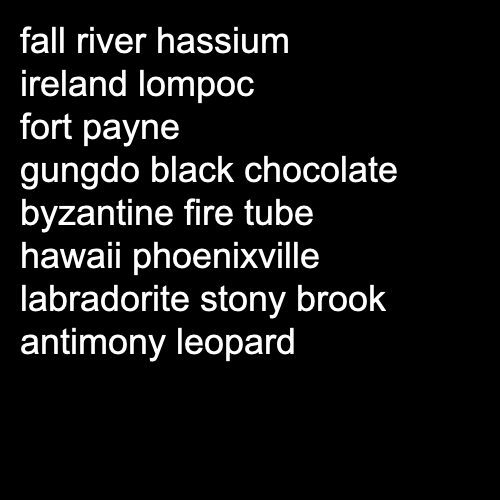 fall river hassium
ireland lompoc
fort payne
gungdo black chocolate
byzantine fire tube
hawaii phoenixville
labradorite stony brook
antimony leopard